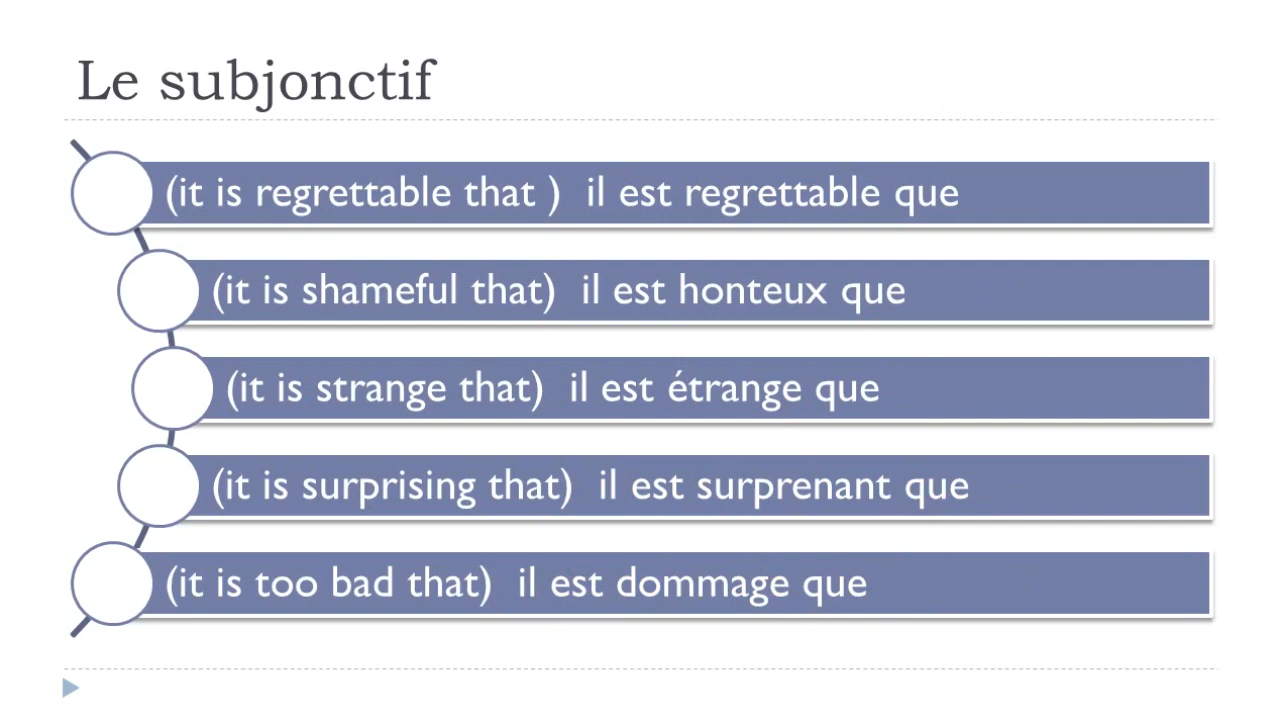 Le subjonctif
(it is regrettable that ) il est regrettable que
(it is shameful that) il est honteux que
(it is strange that) il est étrange que
(it is surprising that) il est surprenant que
(it is too bad that) il est dommage que